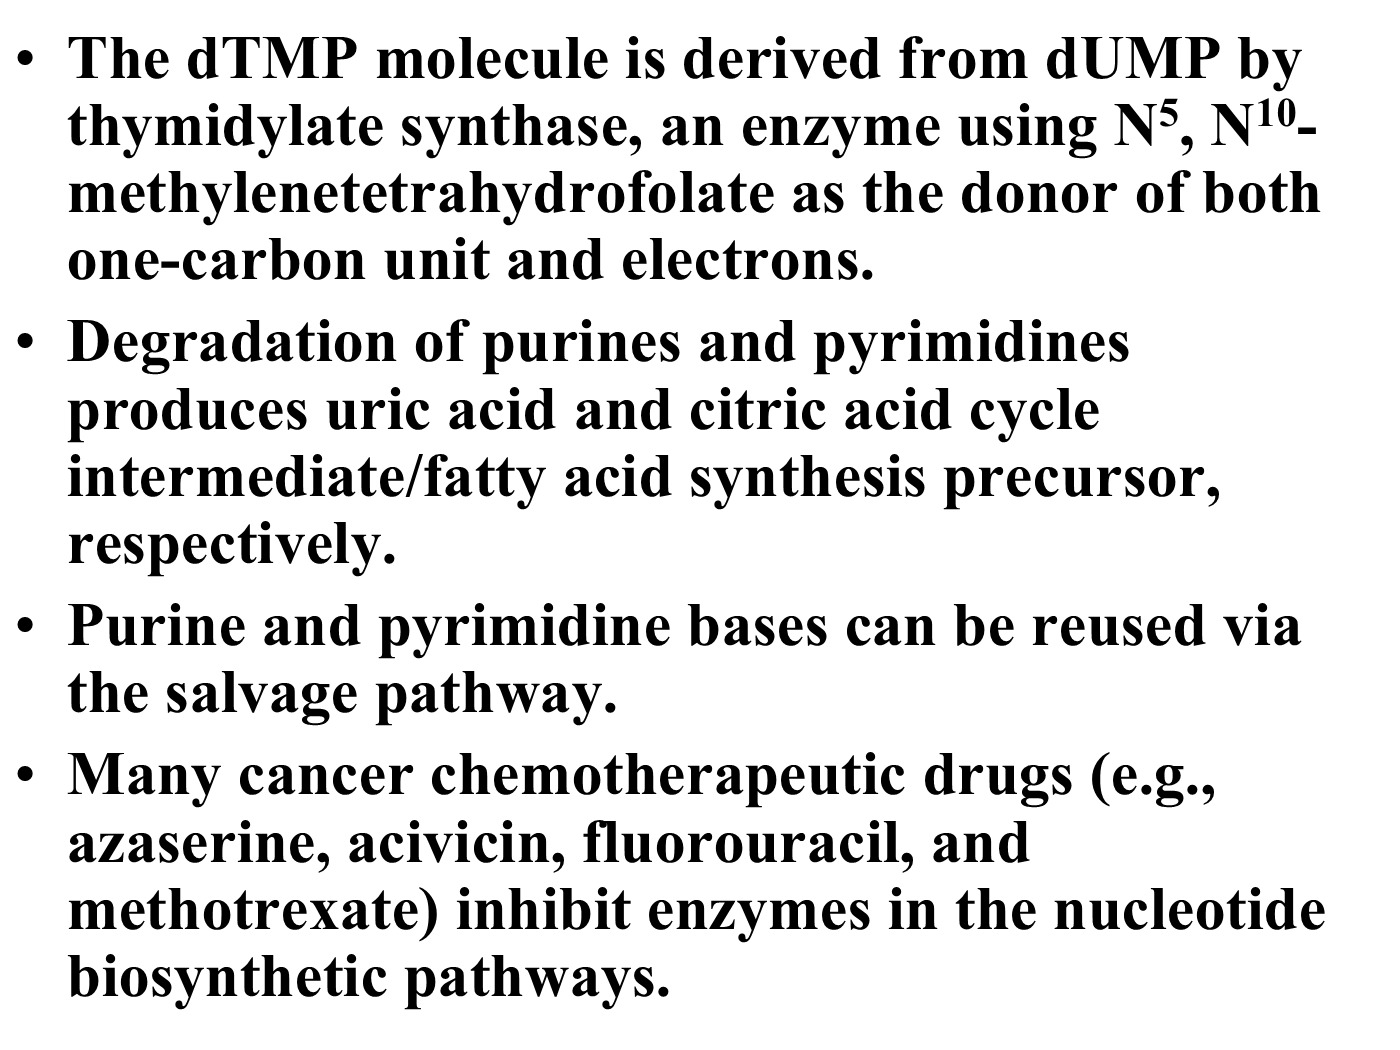 • The dTMP molecule is derived from dUMP by
thymidylate synthase, an enzyme using N⁵, N¹⁰-
methylenetetrahydrofolate as the donor of both
one-carbon unit and electrons.
• Degradation of purines and pyrimidines
produces uric acid and citric acid cycle
intermediate/fatty acid synthesis precursor,
respectively.
• Purine and pyrimidine bases can be reused via
the salvage pathway.
• Many cancer chemotherapeutic drugs (e.g.,
azaserine, acivicin, fluorouracil, and
methotrexate) inhibit enzymes in the nucleotide
biosynthetic pathways.